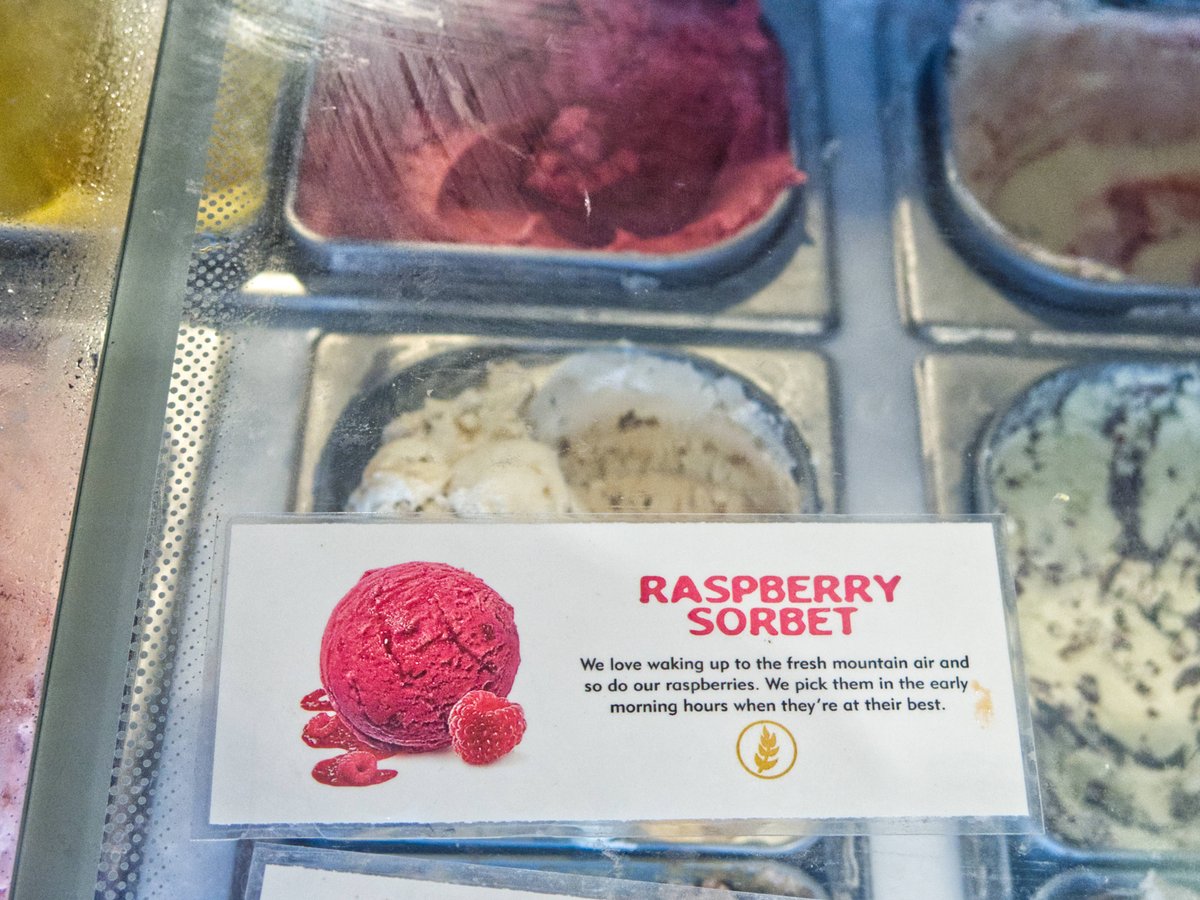 RASPBERRY
SORBET
We love waking up to the fresh mountain air and
so do our raspberries. We pick them in the early
morning hours when they're at their best.